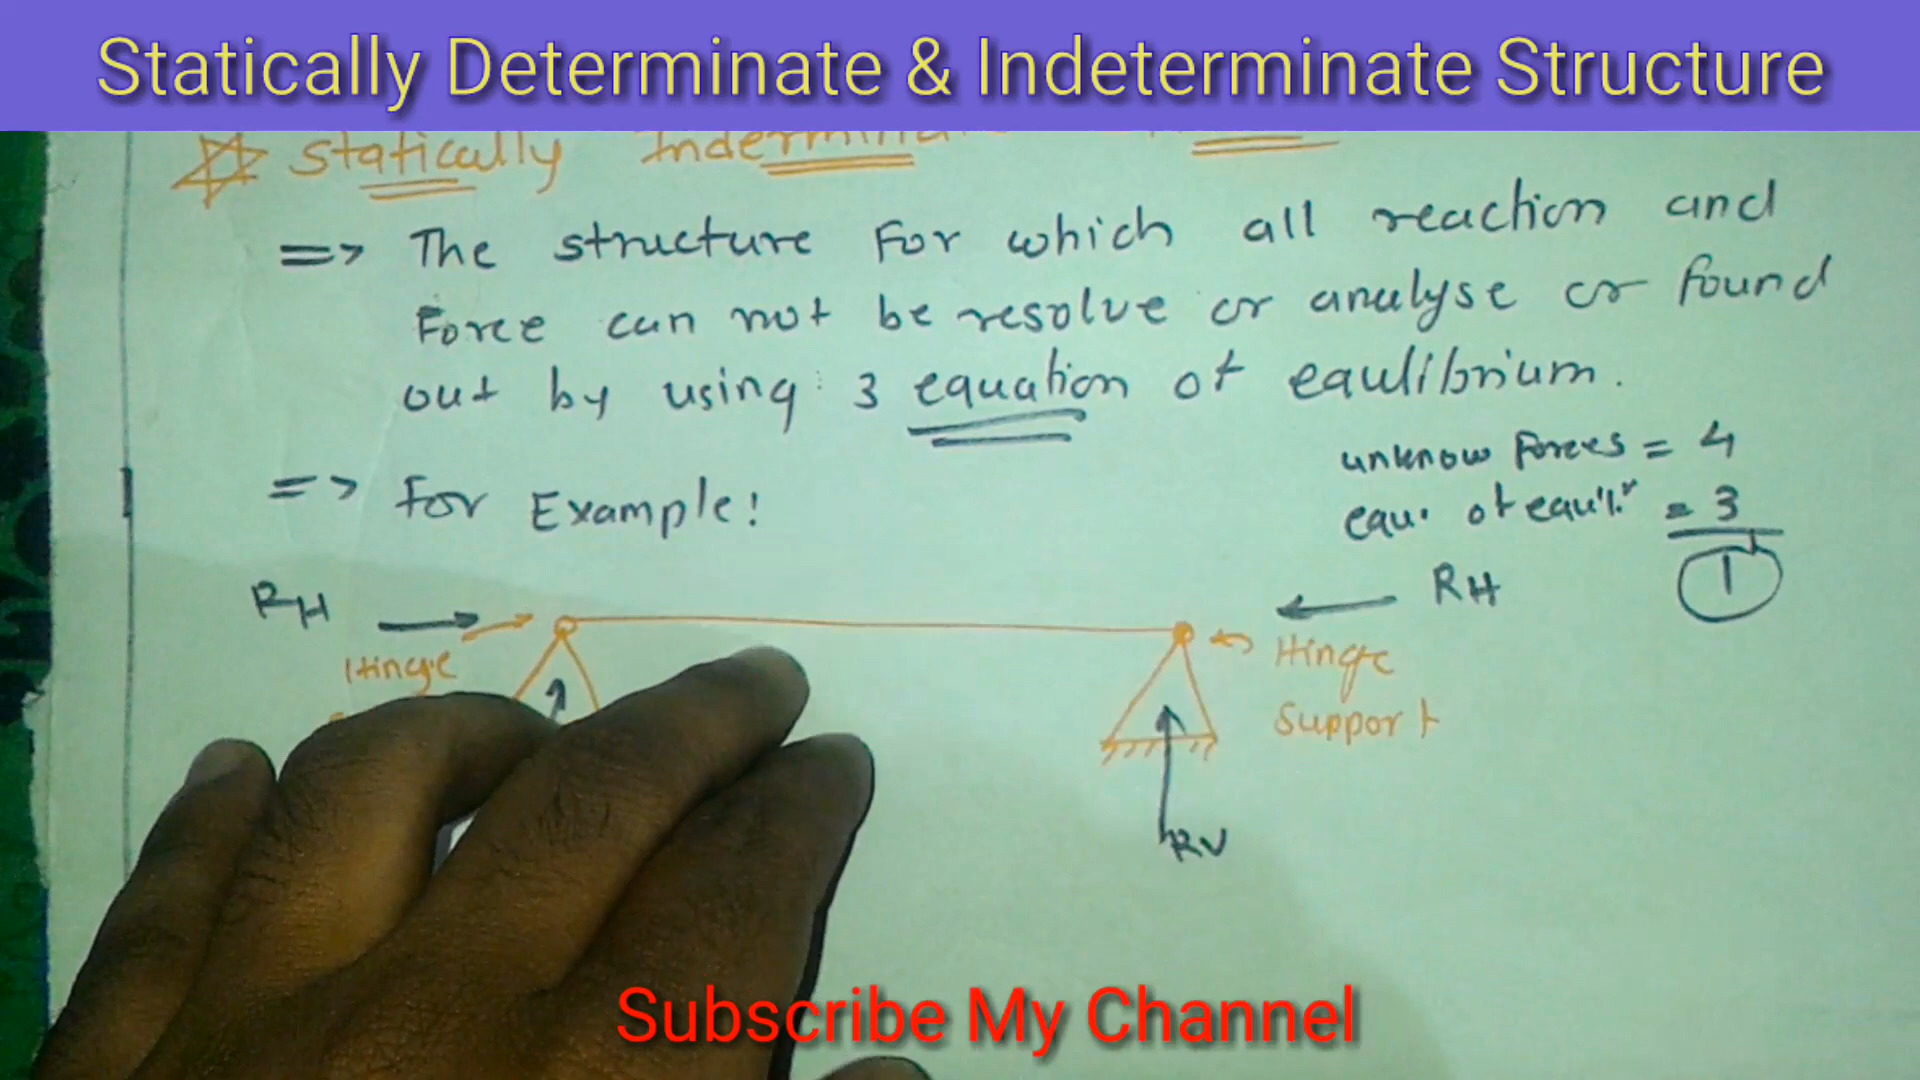 Statically Determinate & Indeterminate Structure
Statically
=> The structure For which all reaction and
Force can not be resolve or analyse or found
out by using 3 equation of eaulibrium.
unknow Forces = 4
eau. of equ'l.r = 3
1
=> For Example!
RH
RH
Hinge
Hinge
Support
RV
Subscribe My Channel